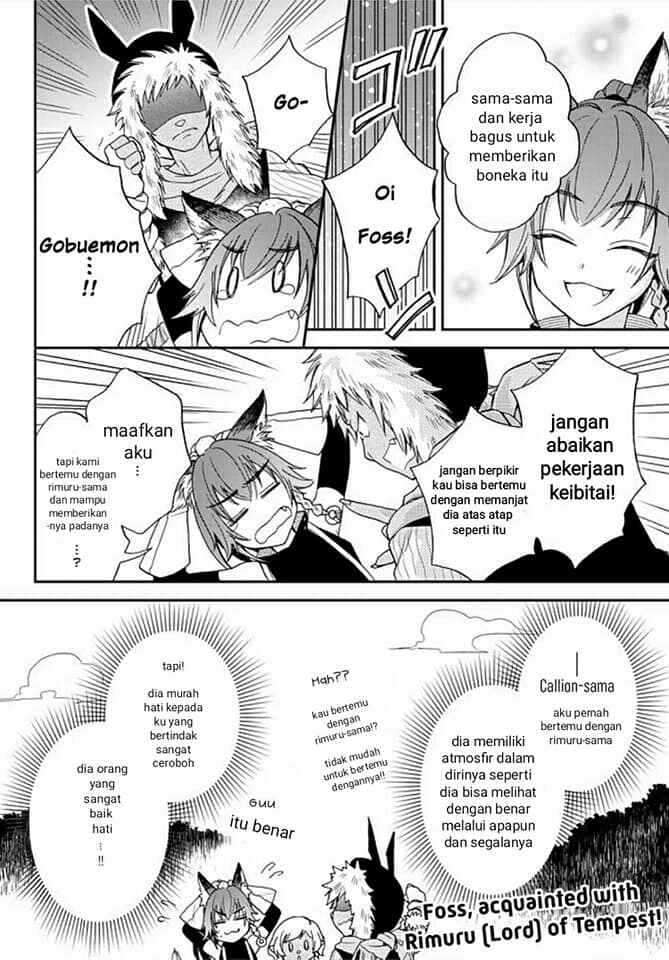 sama-sama
dan kerja
bagus untuk
memberikan
boneka itu
ゴッ
Oi
Foss!
Go-
Gobuemon
...!!
jangan
abaikan
pekerjaan
keibitai!
jangan berpikir
kau bisa bertemu
dengan memanjat
dia atas atap
seperti itu
maafkan
aku
...
tapi kami
bertemu dengan
rimuru-sama
dan mampu
memberikan
-nya padanya
...?
|
Callion-sama
aku pernah
bertemu dengan
rimuru-sama
dia memiliki
atmosfir dalam
dirinya seperti
dia bisa melihat
dengan benar
melalui apapun
dan segalanya
Mah??
kau bertemu
dengan
rimuru-sama!?
tidak mudah
untuk bertemu
dengannya!!
Guu
itu benar
tapi!
dia murah
hati kepada
ku yang
bertindak
sangat
ceroboh
dia orang
yang
sangat
baik
hati
...!!
Foss, acquainted with
Rimuru (Lord) of Tempest!